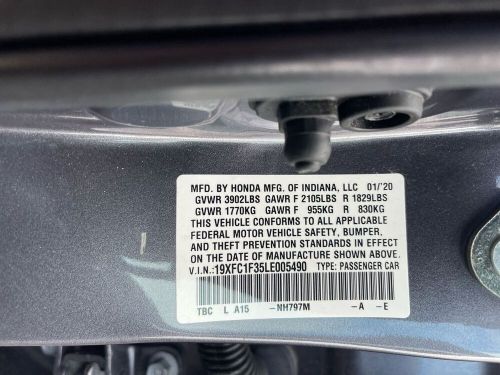 MFD. BY HONDA MFG. OF INDIANA, LLC 01/'20
GVWR 3902LBS GAWR F 2105LBS R 1829LBS
GVWR 1770KG GAWR F 955KG R 830KG
THIS VEHICLE CONFORMS TO ALL APPLICABLE
FEDERAL MOTOR VEHICLE SAFETY, BUMPER,
AND THEFT PREVENTION STANDARDS IN EFFECT
ON THE DATE OF MANUFACTURE SHOWN ABOVE.
V.I.N.: 19XFC1F35LE005490 TYPE: PASSENGER CAR
TBC L A15 -NH797M -A -E